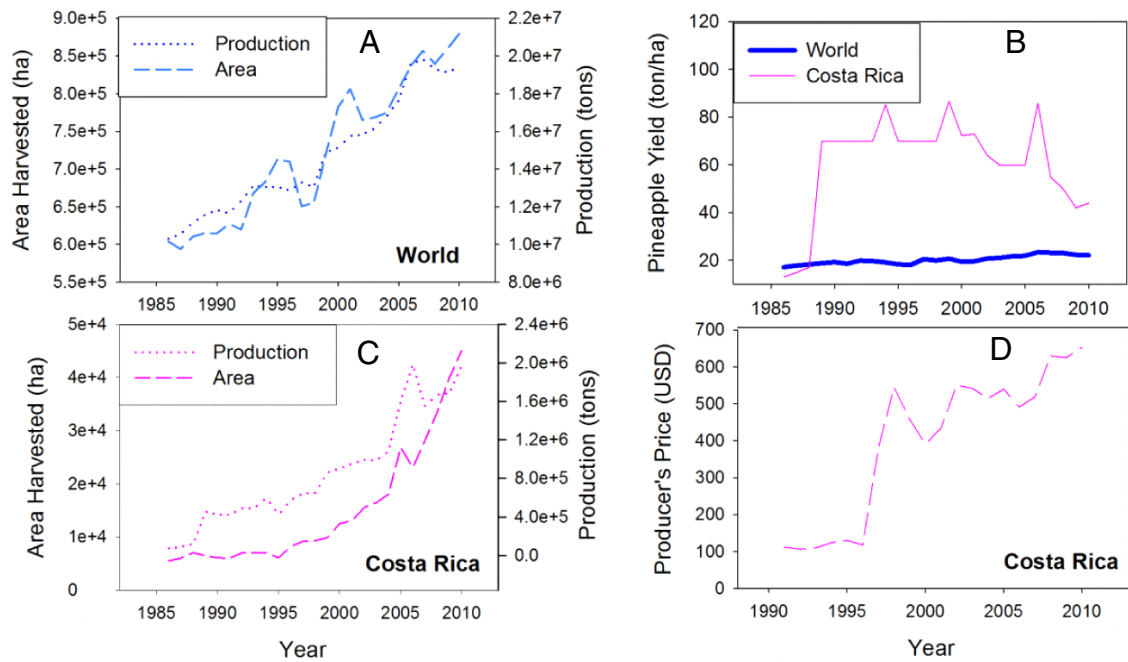 A
Production
Area
World
Area Harvested (ha)
9.0e+5
8.5e+5
8.0e+5
7.5e+5
7.0e+5
6.5e+5
6.0e+5
5.5e+5
Production (tons)
2.2e+7
2.0e+7
1.8e+7
1.6e+7
1.4e+7
1.2e+7
1.0e+7
8.0e+6
1985 1990 1995 2000 2005 2010
B
World
Costa Rica
Pineapple Yield (ton/ha)
120
100
80
60
40
20
1985 1990 1995 2000 2005 2010
C
Production
Area
Costa Rica
Area Harvested (ha)
5e+4
4e+4
3e+4
2e+4
1e+4
0
Production (tons)
2.4e+6
2.0e+6
1.6e+6
1.2e+6
8.0e+5
4.0e+5
0.0
1985 1990 1995 2000 2005 2010
Year
D
Costa Rica
Producer's Price (USD)
700
600
500
400
300
200
100
0
1990 1995 2000 2005 2010
Year